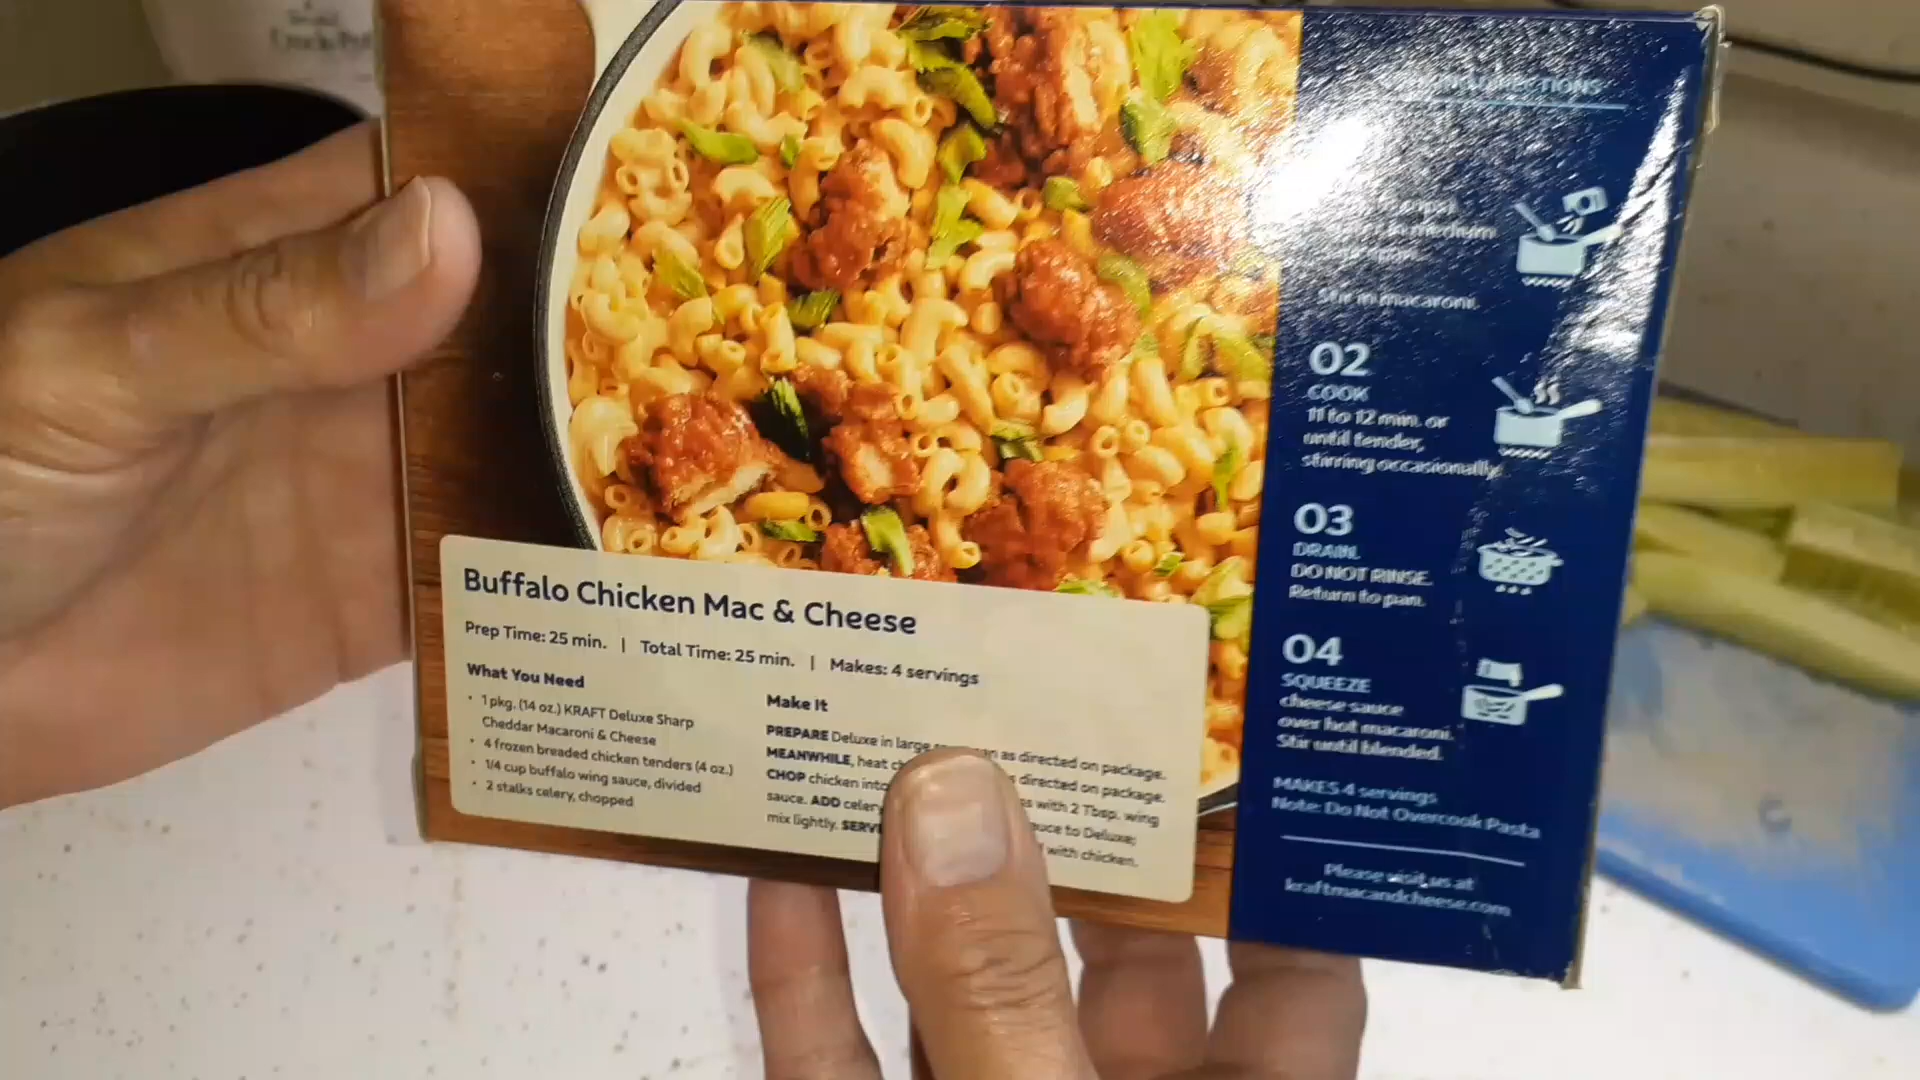 Crock-Pot
Buffalo Chicken Mac & Cheese
Prep Time: 25 min. | Total Time: 25 min. | Makes: 4 servings
What You Need
• 1 pkg. (14 oz.) KRAFT Deluxe Sharp
Cheddar Macaroni & Cheese
• 4 frozen breaded chicken tenders (4 oz.)
• 1/4 cup buffalo wing sauce, divided
• 2 stalks celery, chopped
Make It
PREPARE Deluxe in large as directed on package.
MEANWHILE, heat directed on package.
CHOP chicken into with 2 Tbsp. wing
sauce. ADD celery to Deluxe;
mix lightly. with chicken.
DIRECTIONS
in medium
Stir in macaroni.
02
COOK
11 to 12 min. or
until tender,
stirring occasionally.
03
DRAIN.
DO NOT RINSE.
Return to pan.
04
SQUEEZE
cheese sauce
over hot macaroni.
Stir until blended.
MAKES 4 servings
Note: Do Not Overcook Pasta
Please visit us at
kraftmacandcheese.com